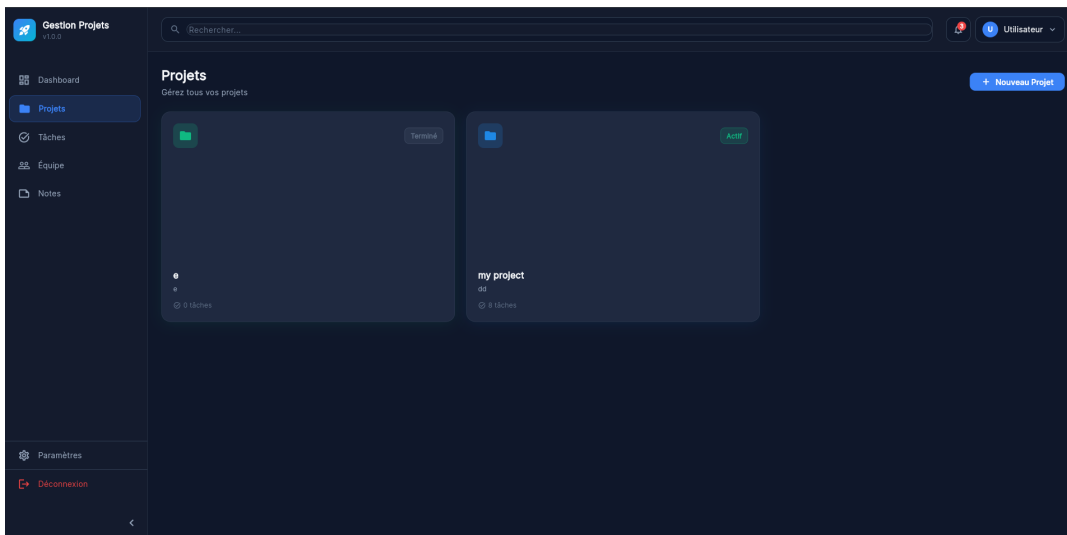 Gestion Projets
v1.0.0
Rechercher...
3
U
Utilisateur
Dashboard
Projets
Tâches
Équipe
Notes
Paramètres
Déconnexion
Projets
Gérez tous vos projets
+ Nouveau Projet
Terminé
e
e
0 tâches
Actif
my project
dd
8 tâches